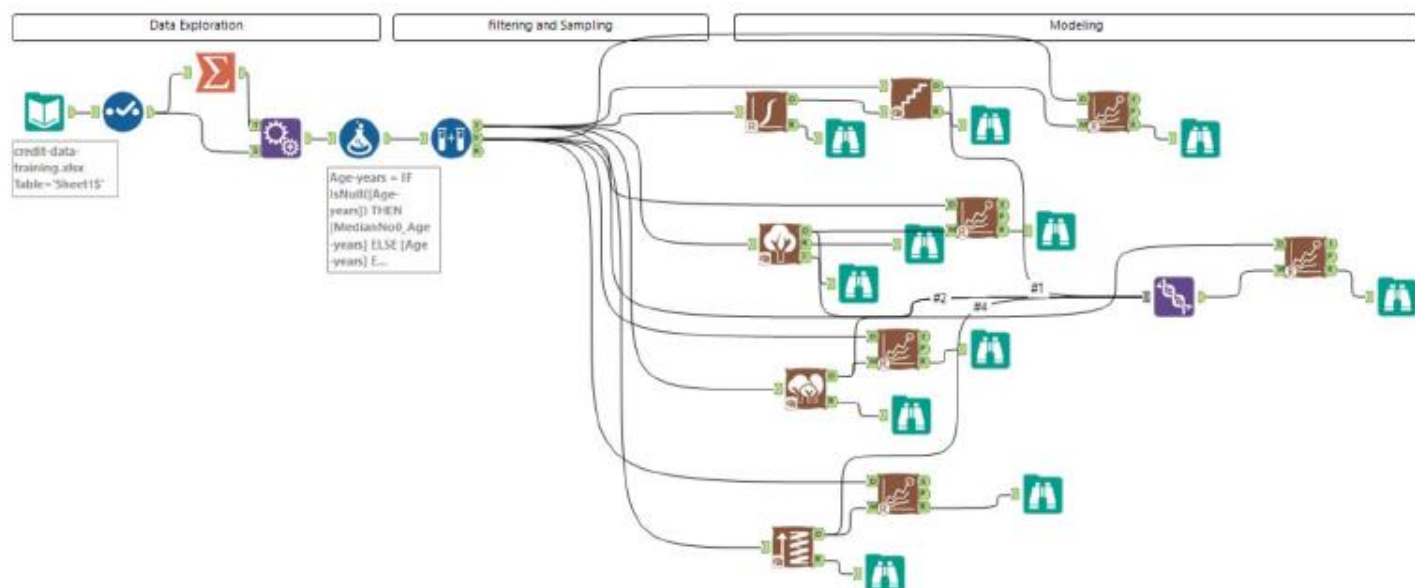 Data Exploration
Filtering and Sampling
Modeling
credit-data-
training.xlsx
Table='Sheet1$'
Age-years = IF
IsNull([Age-
years]) THEN
[MedianNo0_Age
-years] ELSE [Age
-years] E...
#1
#2
#4